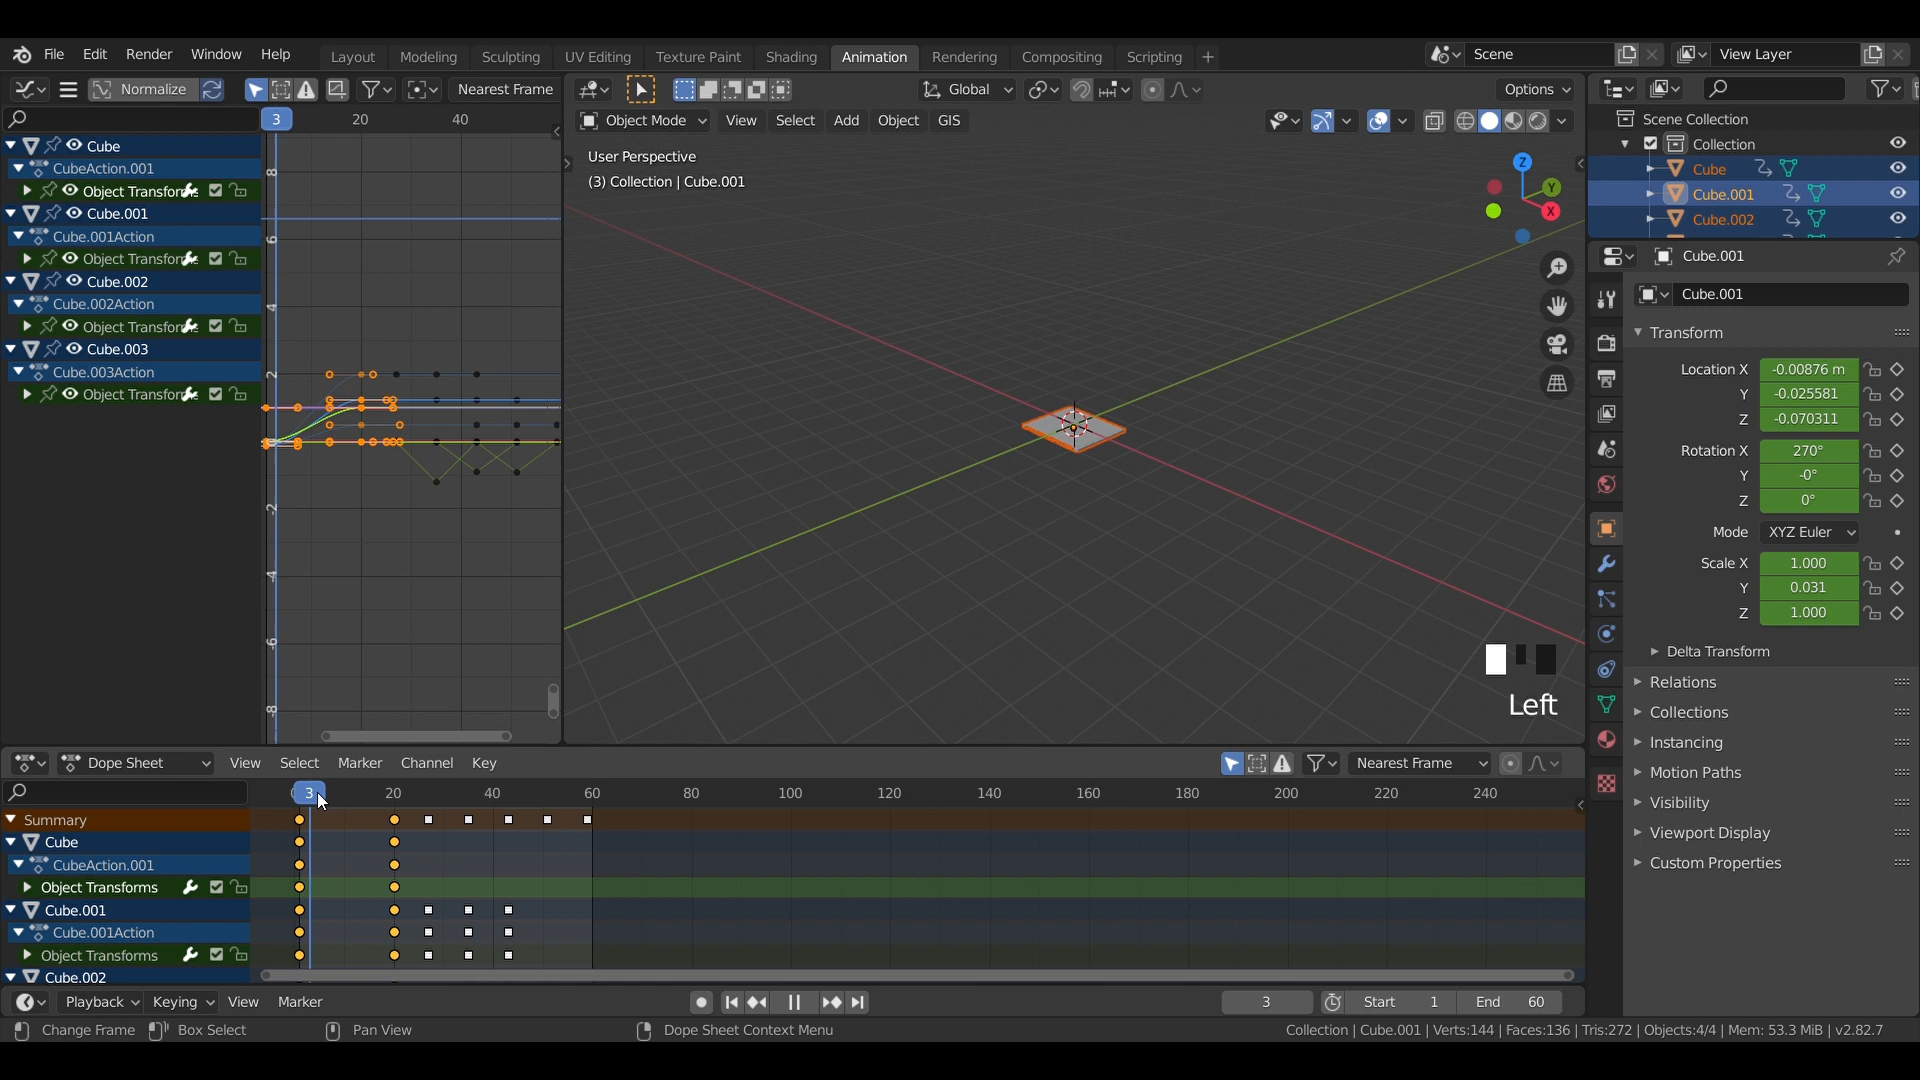 File Edit Render Window Help Layout Modeling Sculpting UV Editing Texture Paint Shading Animation Rendering Compositing Scripting + Scene View Layer
Normalize Nearest Frame Global Options
3 20 40
Object Mode View Select Add Object GIS
User Perspective
(3) Collection | Cube.001
Cube
CubeAction.001
Object Transforms
Cube.001
Cube.001Action
Object Transforms
Cube.002
Cube.002Action
Object Transforms
Cube.003
Cube.003Action
Object Transforms
8
6
4
2
-2
-4
-6
-8
Z
Y
X
Left
Scene Collection
Collection
Cube
Cube.001
Cube.002
Cube.001
Cube.001
Transform
Location X -0.00876 m
Y -0.025581
Z -0.070311
Rotation X 270°
Y -0°
Z 0°
Mode XYZ Euler
Scale X 1.000
Y 0.031
Z 1.000
Delta Transform
Relations
Collections
Instancing
Motion Paths
Visibility
Viewport Display
Custom Properties
Dope Sheet View Select Marker Channel Key Nearest Frame
3 20 40 60 80 100 120 140 160 180 200 220 240
Summary
Cube
CubeAction.001
Object Transforms
Cube.001
Cube.001Action
Object Transforms
Cube.002
Playback Keying View Marker 3 Start 1 End 60
Change Frame Box Select Pan View Dope Sheet Context Menu Collection | Cube.001 | Verts:144 | Faces:136 | Tris:272 | Objects:4/4 | Mem: 53.3 MiB | v2.82.7